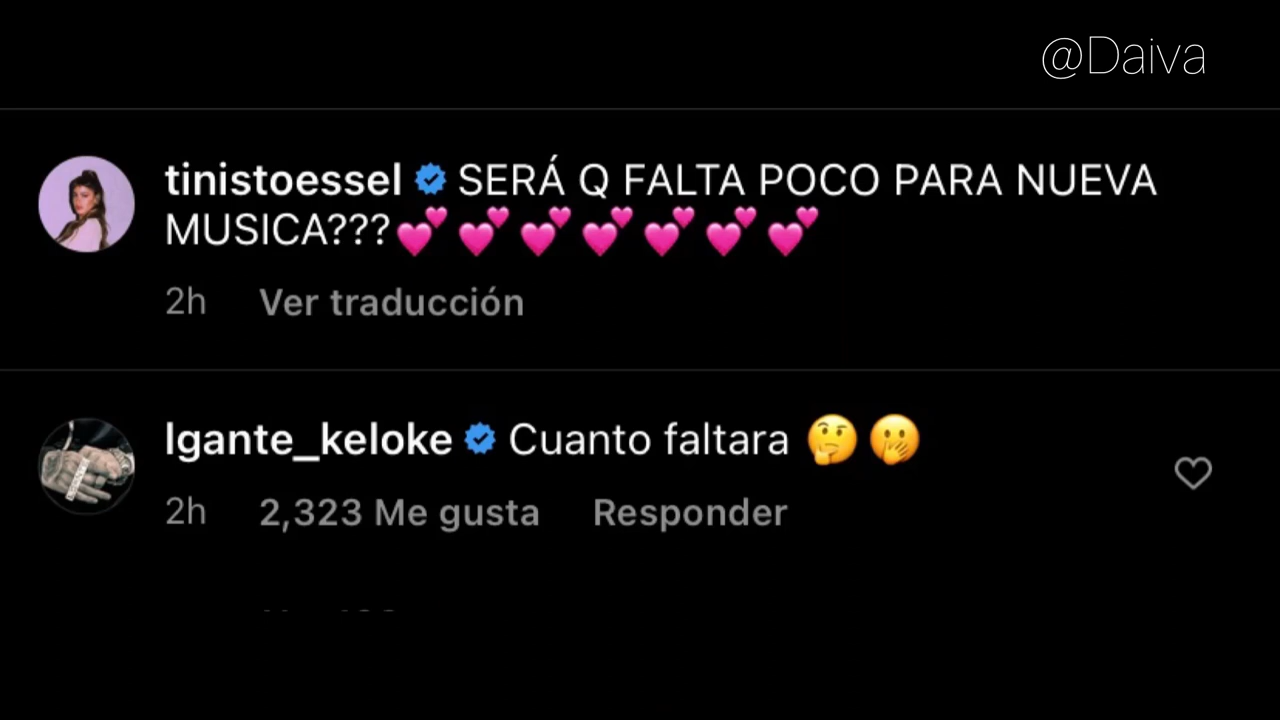 @Daiva
tinistoessel SERÁ Q FALTA POCO PARA NUEVA
MUSICA???💕 💕 💕 💕 💕 💕 💕
2h Ver traducción
lgante_keloke Cuanto faltara 🤔 🤭
2h 2,323 Me gusta Responder